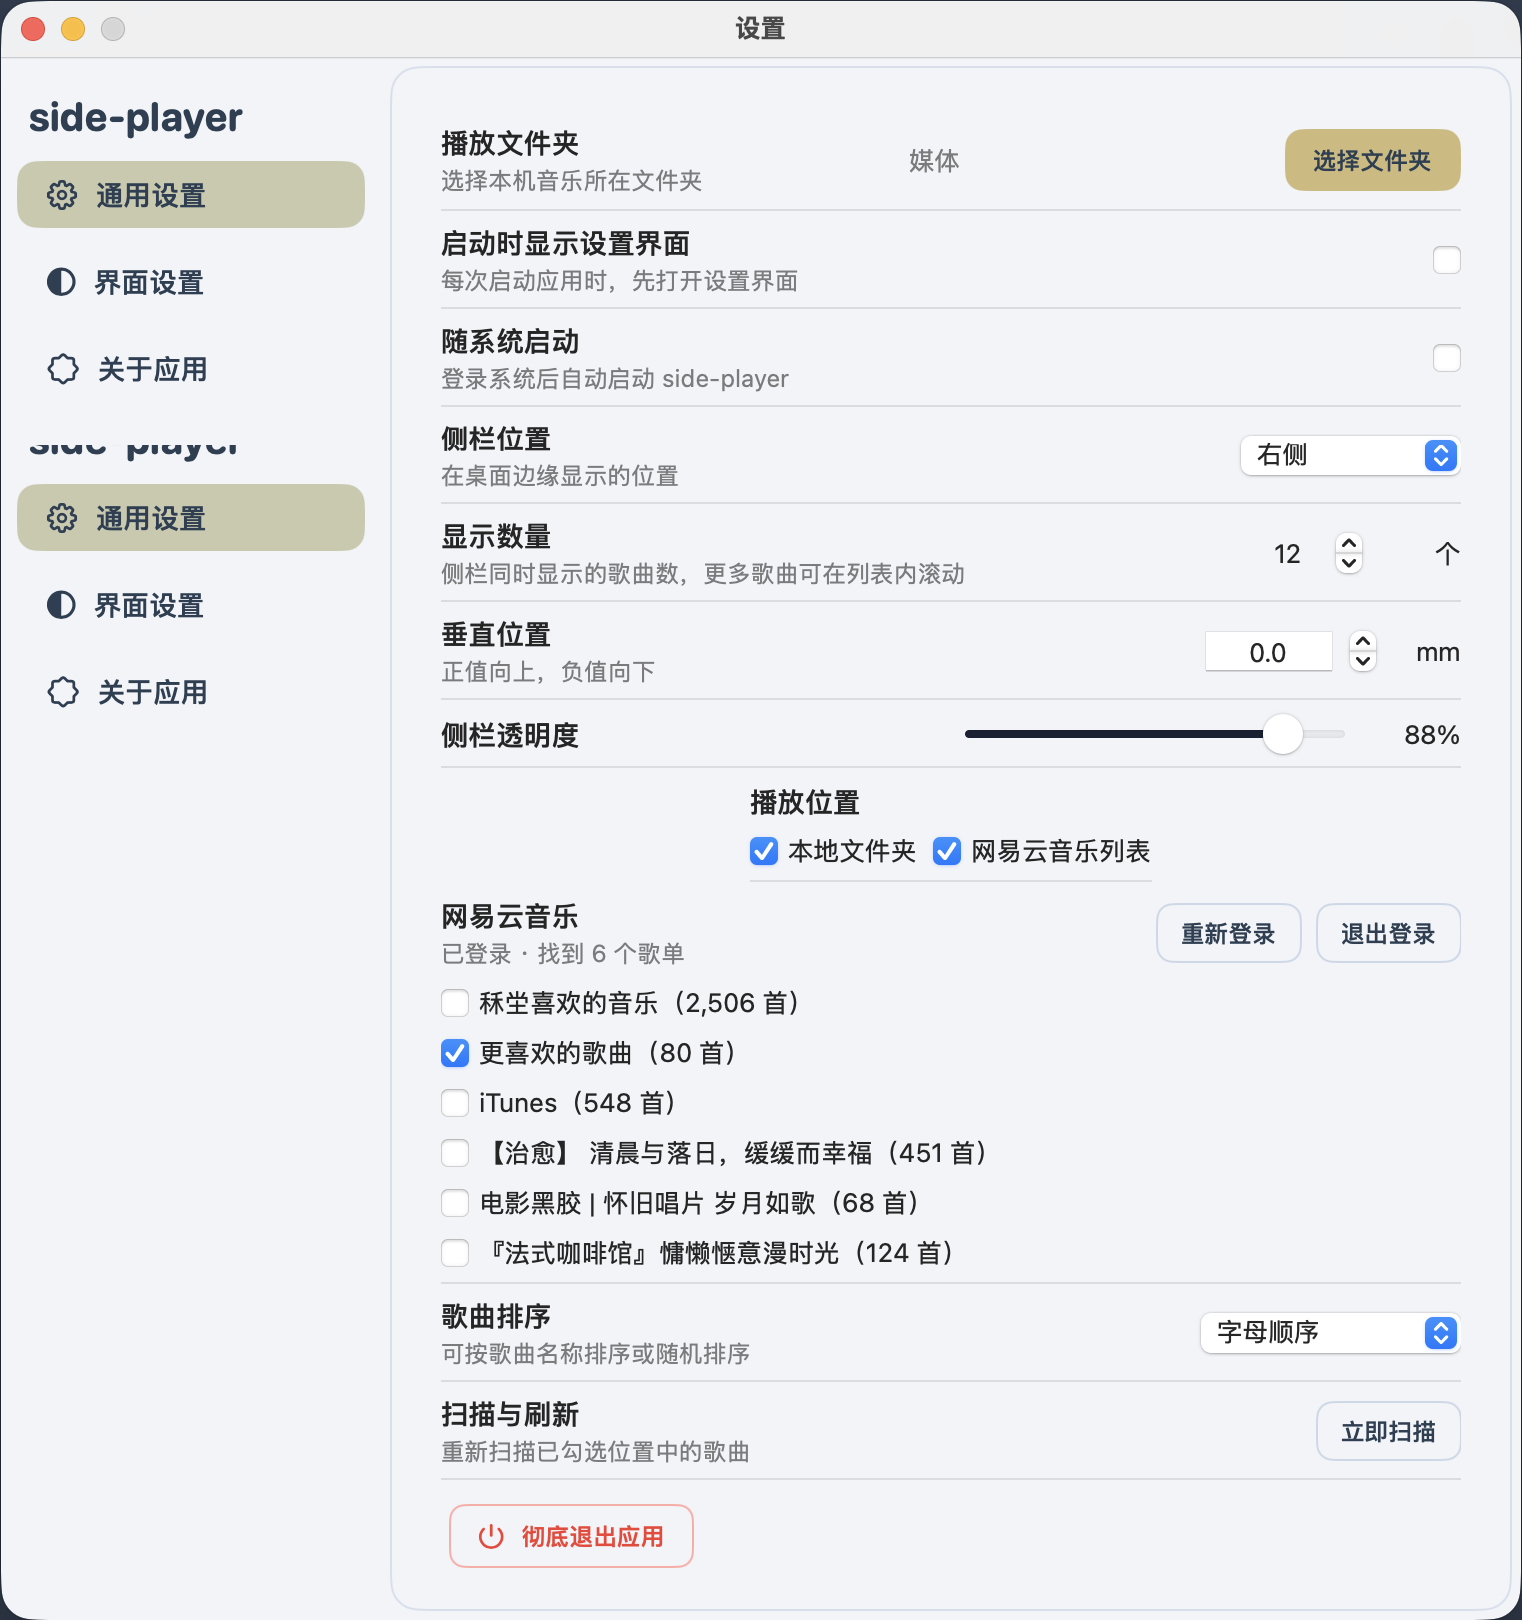 设置
side-player
通用设置
界面设置
关于应用
side-player
通用设置
界面设置
关于应用
播放文件夹
选择本机音乐所在文件夹
媒体
选择文件夹
启动时显示设置界面
每次启动应用时，先打开设置界面
随系统启动
登录系统后自动启动 side-player
侧栏位置
在桌面边缘显示的位置
右侧
显示数量
侧栏同时显示的歌曲数，更多歌曲可在列表内滚动
12
个
垂直位置
正值向上，负值向下
0.0
mm
侧栏透明度
88%
播放位置
本地文件夹 网易云音乐列表
网易云音乐
已登录 · 找到 6 个歌单
重新登录
退出登录
秝坣喜欢的音乐（2,506 首）
更喜欢的歌曲（80 首）
iTunes（548 首）
【治愈】 清晨与落日，缓缓而幸福（451 首）
电影黑胶 | 怀旧唱片 岁月如歌（68 首）
『法式咖啡馆』慵懒惬意漫时光（124 首）
歌曲排序
可按歌曲名称排序或随机排序
字母顺序
扫描与刷新
重新扫描已勾选位置中的歌曲
立即扫描
彻底退出应用